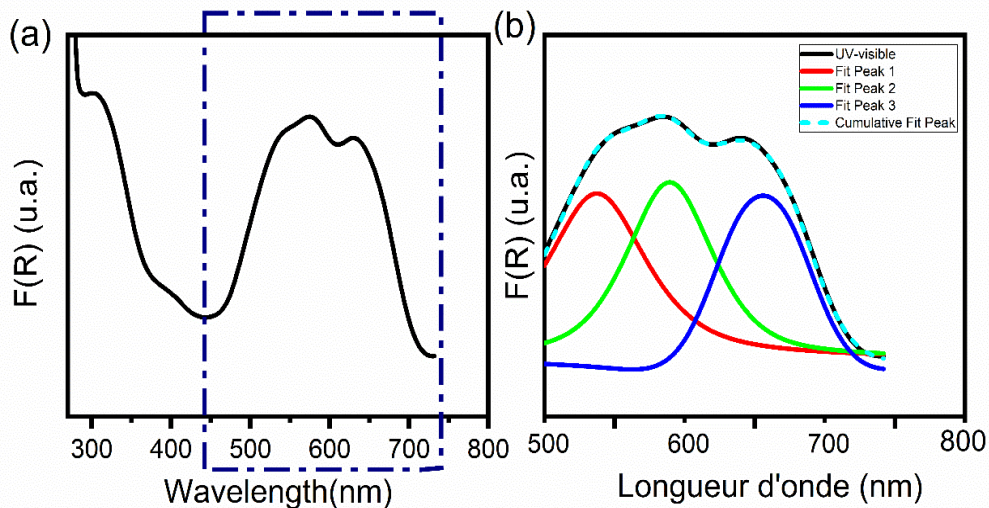 (a)
F(R) (u.a.)
300 400 500 600 700 800
Wavelength(nm)
(b)
UV-visible
Fit Peak 1
Fit Peak 2
Fit Peak 3
Cumulative Fit Peak
F(R) (u.a.)
500 600 700 800
Longueur d'onde (nm)